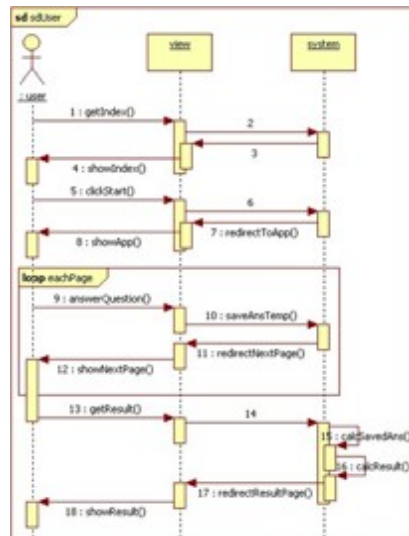 sd sdUser
view
system
: user
1 : getIndex()
2
3
4 : showIndex()
5 : clickStart()
6
7 : redirectToApp()
8 : showApp()
loop eachPage
9 : answerQuestion()
10 : saveAnsTemp()
11 : redirectNextPage()
12 : showNextPage()
13 : getResult()
14
15 : calcSavedAns()
16 : calcResult()
17 : redirectResultPage()
18 : showResult()